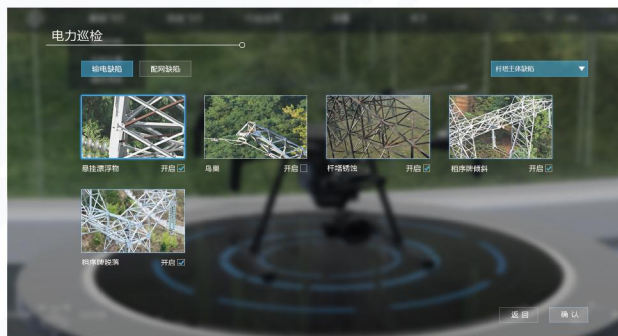 电力巡检
输电缺陷 配网缺陷 杆塔主体缺陷
悬挂漂浮物 开启 鸟巢 开启 杆塔锈蚀 开启 相序牌倾斜 开启
相序牌脱落 开启
返回 确认